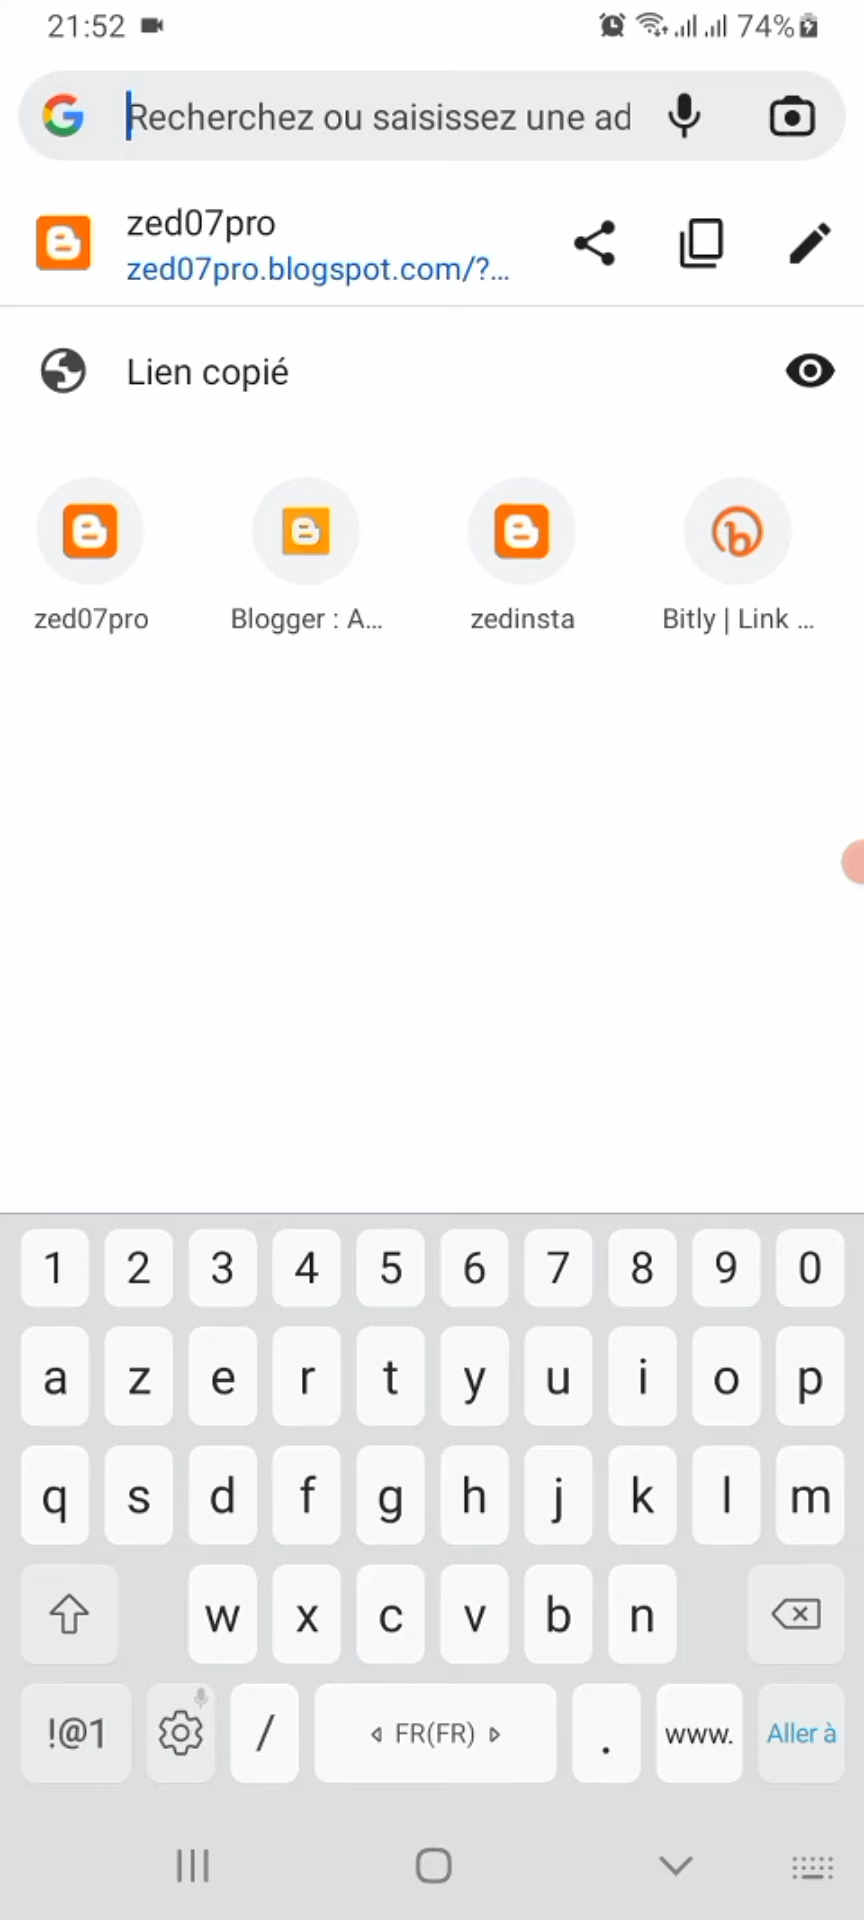 21:52 74%
Recherchez ou saisissez une ad
zed07pro
zed07pro.blogspot.com/?...
Lien copié
zed07pro Blogger : A... zedinsta Bitly | Link ...
1 2 3 4 5 6 7 8 9 0
a z e r t y u i o p
q s d f g h j k l m
w x c v b n
!@1 / FR(FR) . www. Aller à